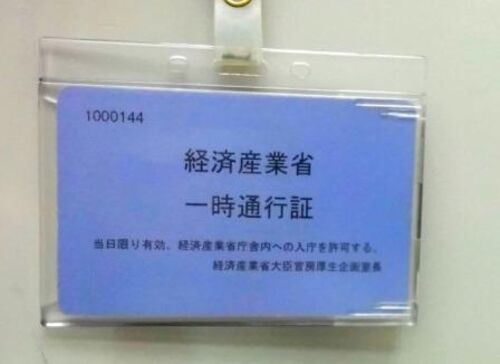 1000144
経済産業省
一時通行証
当日限り有効、経済産業省庁舎内への入庁を許可する。
経済産業省大臣官房厚生企画室長